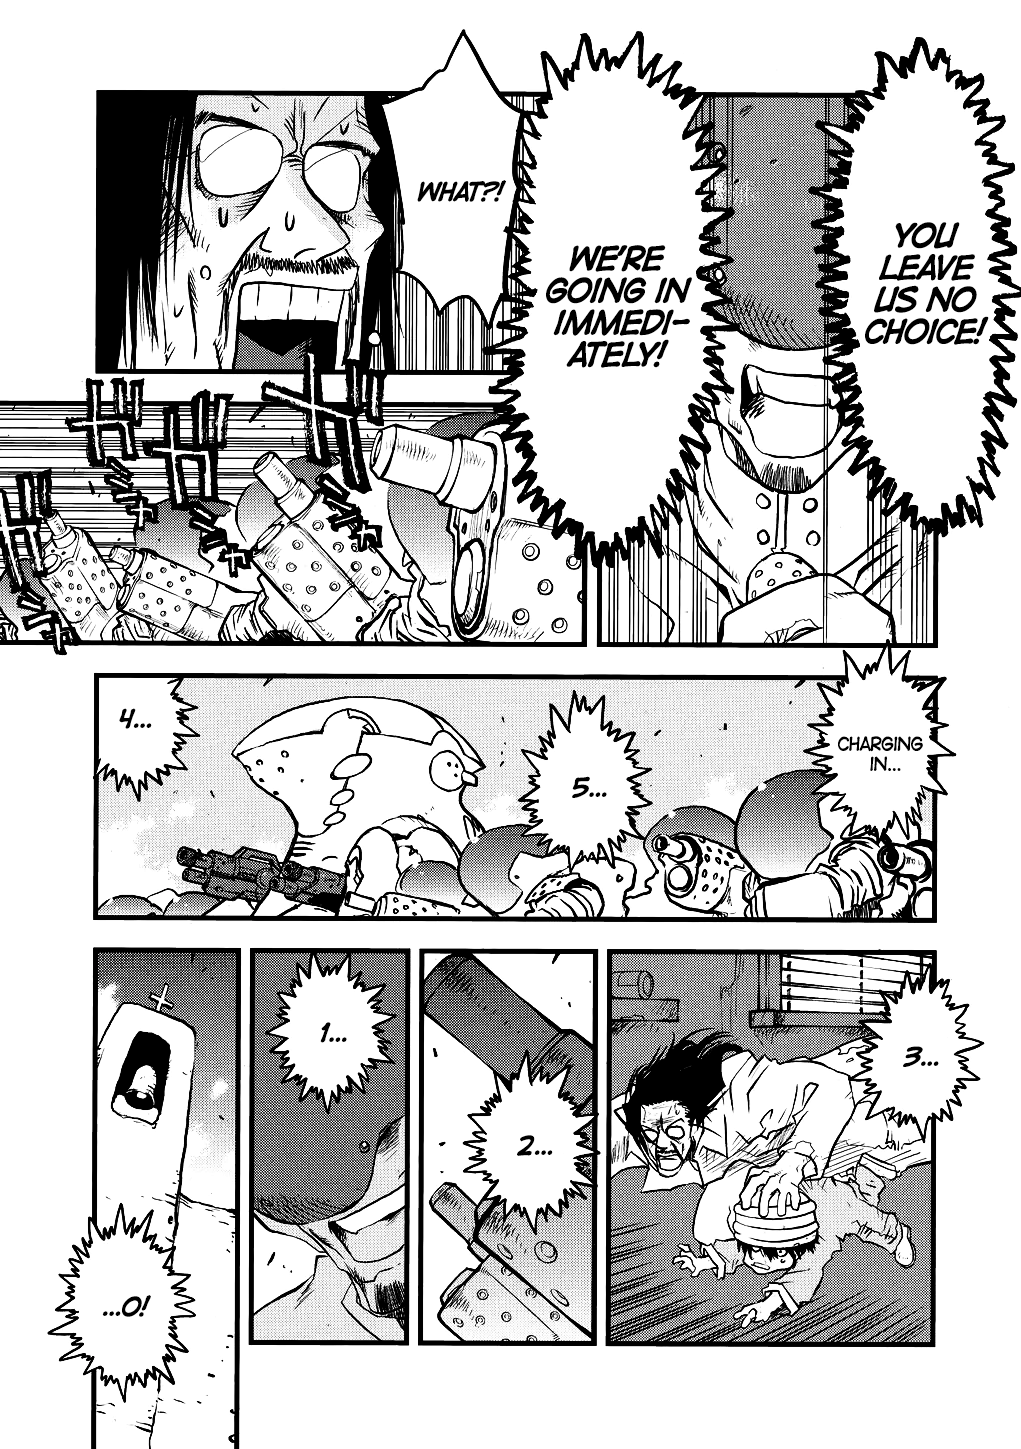 YOU
LEAVE
US NO
CHOICE!
WE'RE
GOING IN
IMMEDI-
ATELY!
WHAT?!
CHARGING
IN...
5...
4...
3...
2...
1...
...0!